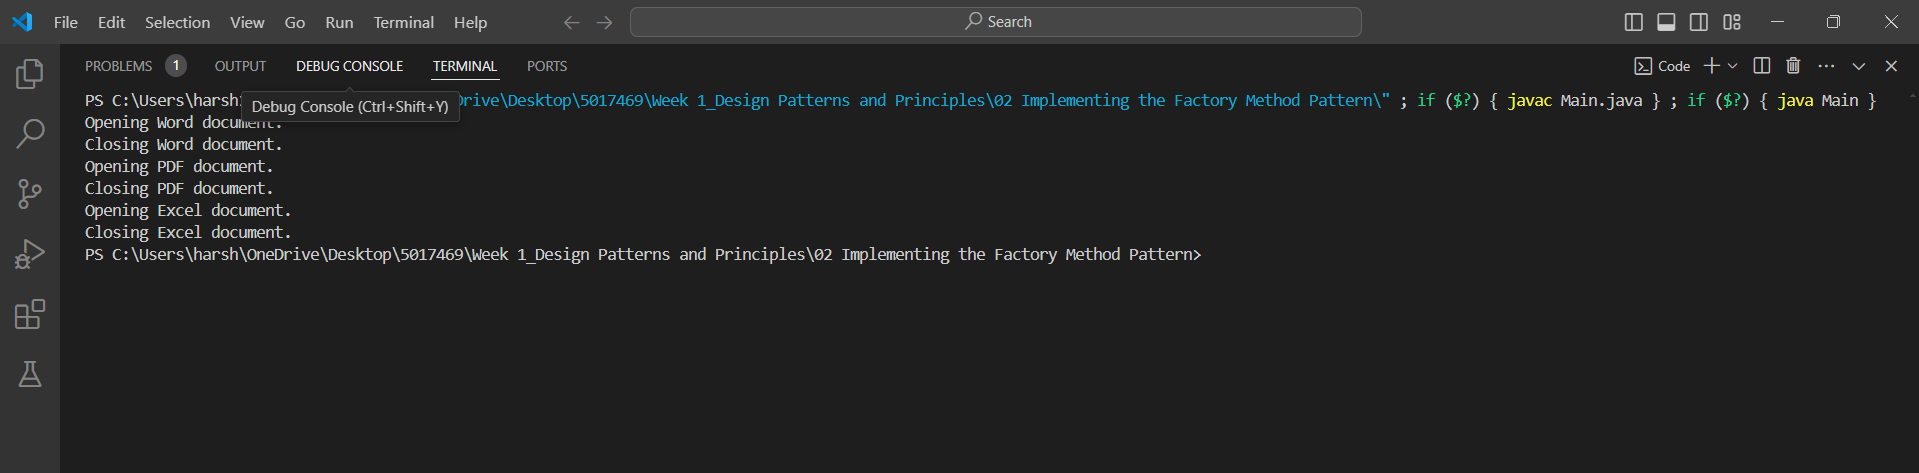 File Edit Selection View Go Run Terminal Help Search
PROBLEMS 1 OUTPUT DEBUG CONSOLE TERMINAL PORTS Code
PS C:\Users\harsh Drive\Desktop\5017469\Week 1_Design Patterns and Principles\02 Implementing the Factory Method Pattern\" ; if ($?) { javac Main.java } ; if ($?) { java Main }
Debug Console (Ctrl+Shift+Y)
Opening Word document.
Closing Word document.
Opening PDF document.
Closing PDF document.
Opening Excel document.
Closing Excel document.
PS C:\Users\harsh\OneDrive\Desktop\5017469\Week 1_Design Patterns and Principles\02 Implementing the Factory Method Pattern>